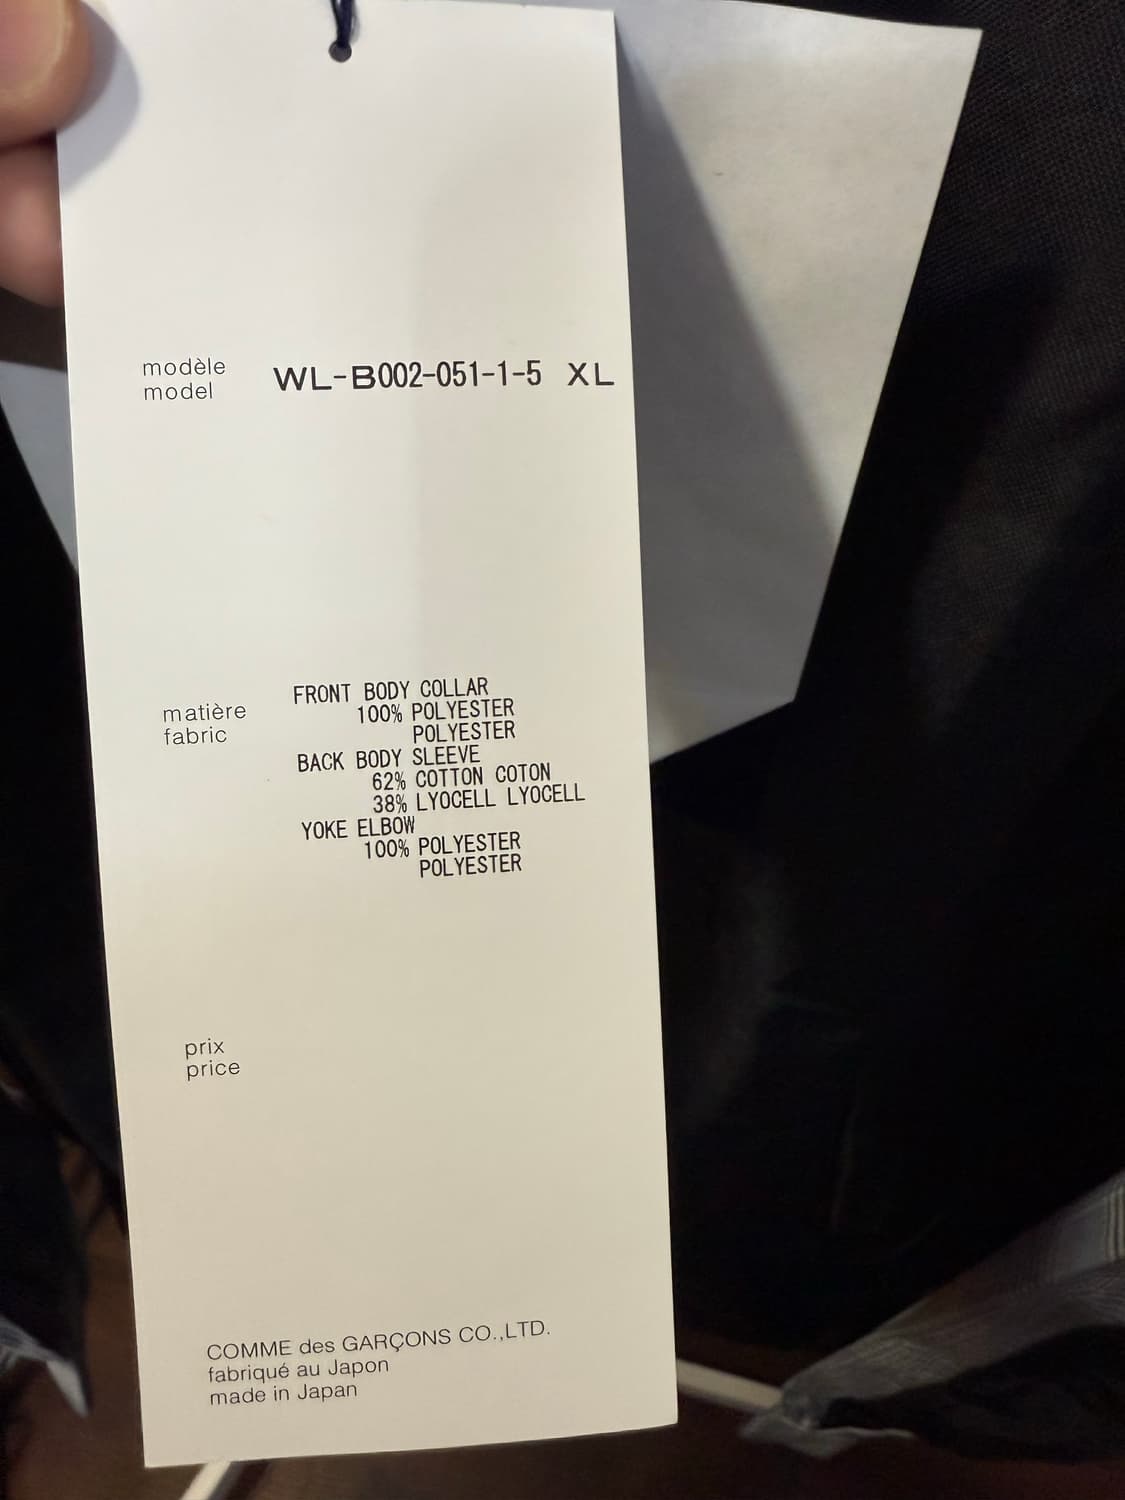 modèle
model
WL-B002-051-1-5 XL
matière
fabric
FRONT BODY COLLAR
100% POLYESTER
POLYESTER
BACK BODY SLEEVE
62% COTTON COTON
38% LYOCELL LYOCELL
YOKE ELBOW
100% POLYESTER
POLYESTER
prix
price
COMME des GARÇONS CO.,LTD.
fabriqué au Japon
made in Japan